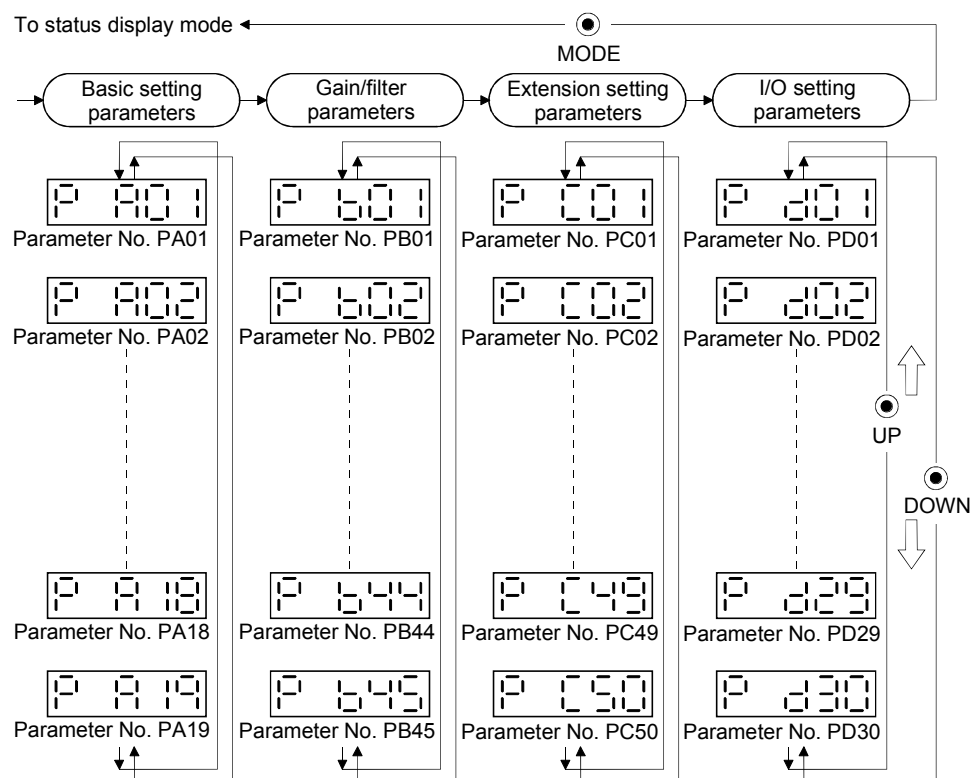 To status display mode
MODE
Basic setting
parameters
Gain/filter
parameters
Extension setting
parameters
I/O setting
parameters
P A01
P b01
P C01
P d01
Parameter No. PA01
Parameter No. PB01
Parameter No. PC01
Parameter No. PD01
P A02
P b02
P C02
P d02
Parameter No. PA02
Parameter No. PB02
Parameter No. PC02
Parameter No. PD02
UP
DOWN
P A18
P b44
P C49
P d29
Parameter No. PA18
Parameter No. PB44
Parameter No. PC49
Parameter No. PD29
P A19
P b45
P C50
P d30
Parameter No. PA19
Parameter No. PB45
Parameter No. PC50
Parameter No. PD30